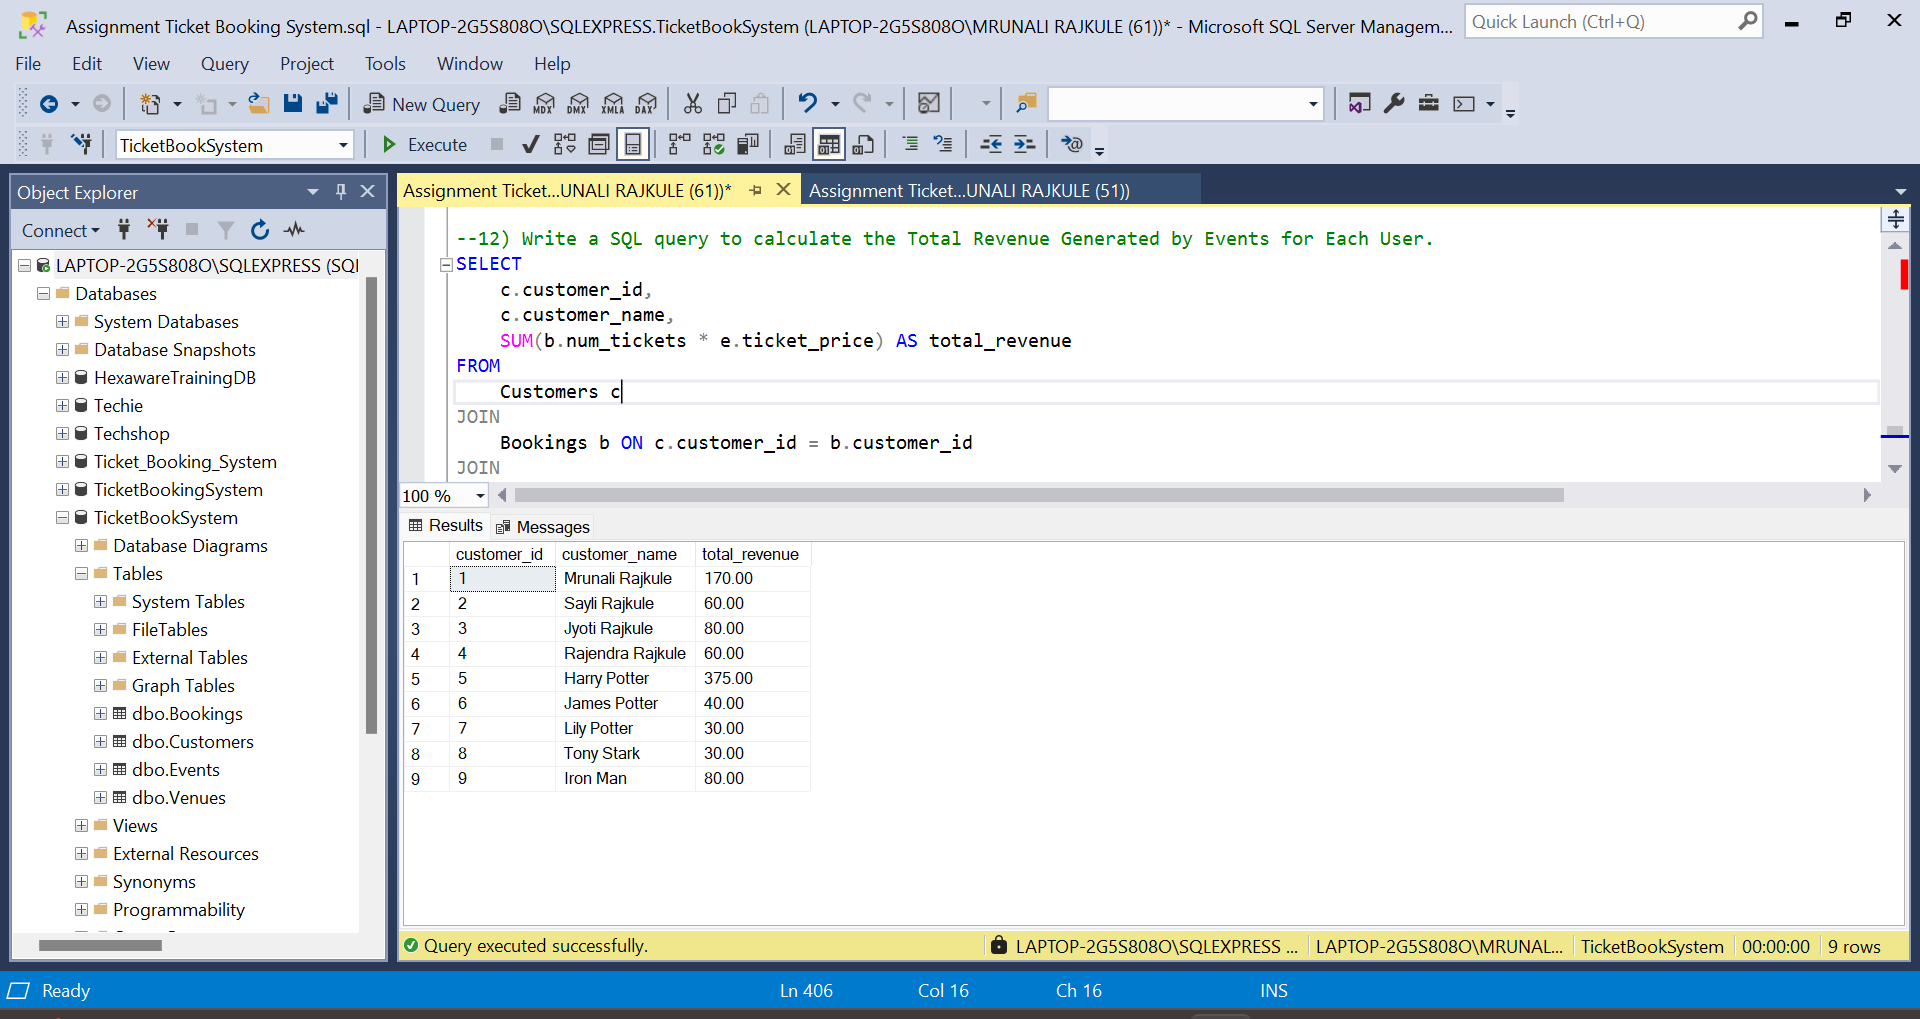 Assignment Ticket Booking System.sql - LAPTOP-2G5S808O\SQLEXPRESS.TicketBookSystem (LAPTOP-2G5S808O\MRUNALI RAJKULE (61))* - Microsoft SQL Server Managem...
Quick Launch (Ctrl+Q)
File Edit View Query Project Tools Window Help
New Query MDX DMX XMLA DAX
TicketBookSystem Execute
Object Explorer
Assignment Ticket...UNALI RAJKULE (61))* Assignment Ticket...UNALI RAJKULE (51))
Connect
LAPTOP-2G5S808O\SQLEXPRESS (SQL
Databases
System Databases
Database Snapshots
HexawareTrainingDB
Techie
Techshop
Ticket_Booking_System
TicketBookingSystem
TicketBookSystem
Database Diagrams
Tables
System Tables
FileTables
External Tables
Graph Tables
dbo.Bookings
dbo.Customers
dbo.Events
dbo.Venues
Views
External Resources
Synonyms
Programmability
--12) Write a SQL query to calculate the Total Revenue Generated by Events for Each User.
SELECT
c.customer_id,
c.customer_name,
SUM(b.num_tickets * e.ticket_price) AS total_revenue
FROM
Customers c
JOIN
Bookings b ON c.customer_id = b.customer_id
JOIN
100 %
Results Messages
customer_id customer_name total_revenue
1 1 Mrunali Rajkule 170.00
2 2 Sayli Rajkule 60.00
3 3 Jyoti Rajkule 80.00
4 4 Rajendra Rajkule 60.00
5 5 Harry Potter 375.00
6 6 James Potter 40.00
7 7 Lily Potter 30.00
8 8 Tony Stark 30.00
9 9 Iron Man 80.00
Query executed successfully. LAPTOP-2G5S808O\SQLEXPRESS ... LAPTOP-2G5S808O\MRUNAL... TicketBookSystem 00:00:00 9 rows
Ready Ln 406 Col 16 Ch 16 INS